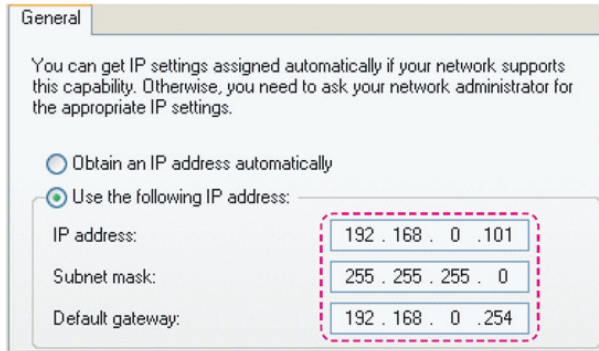 General
You can get IP settings assigned automatically if your network supports
this capability. Otherwise, you need to ask your network administrator for
the appropriate IP settings.
Obtain an IP address automatically
Use the following IP address:
IP address: 192 . 168 . 0 .101
Subnet mask: 255 . 255 . 255 . 0
Default gateway: 192 . 168 . 0 .254